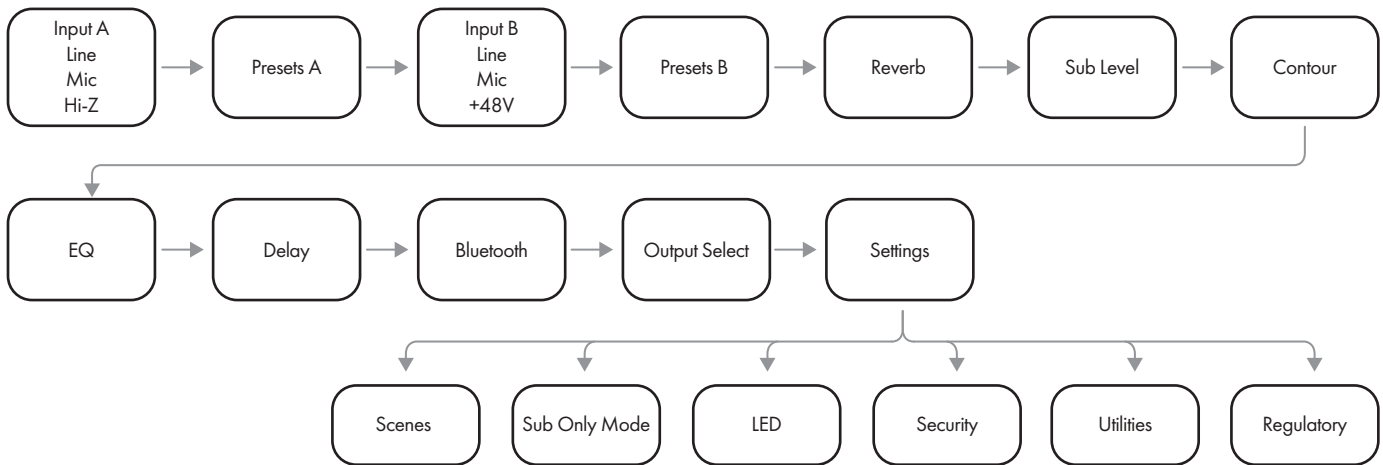 Input A
Line
Mic
Hi-Z
Presets A
Input B
Line
Mic
+48V
Presets B
Reverb
Sub Level
Contour
EQ
Delay
Bluetooth
Output Select
Settings
Scenes
Sub Only Mode
LED
Security
Utilities
Regulatory